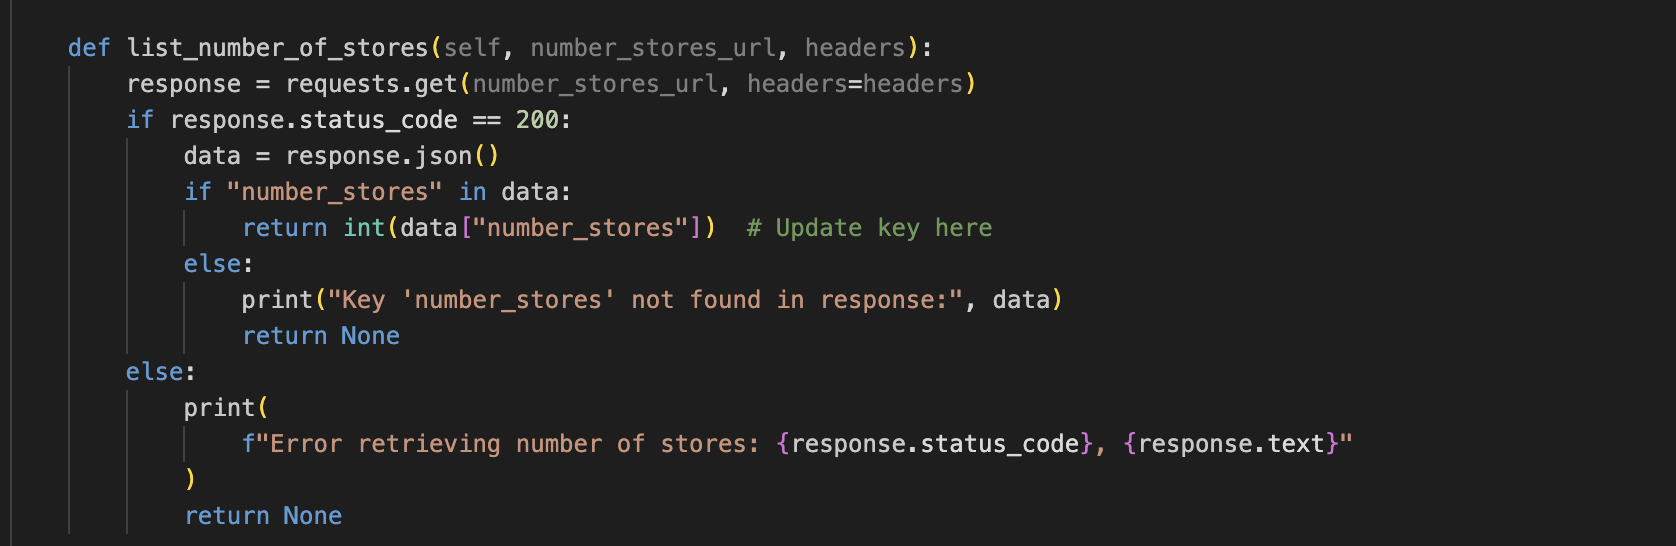 def list_number_of_stores(self, number_stores_url, headers):
    response = requests.get(number_stores_url, headers=headers)
    if response.status_code == 200:
        data = response.json()
        if "number_stores" in data:
            return int(data["number_stores"])  # Update key here
        else:
            print("Key 'number_stores' not found in response:", data)
            return None
    else:
        print(
            f"Error retrieving number of stores: {response.status_code}, {response.text}"
        )
        return None